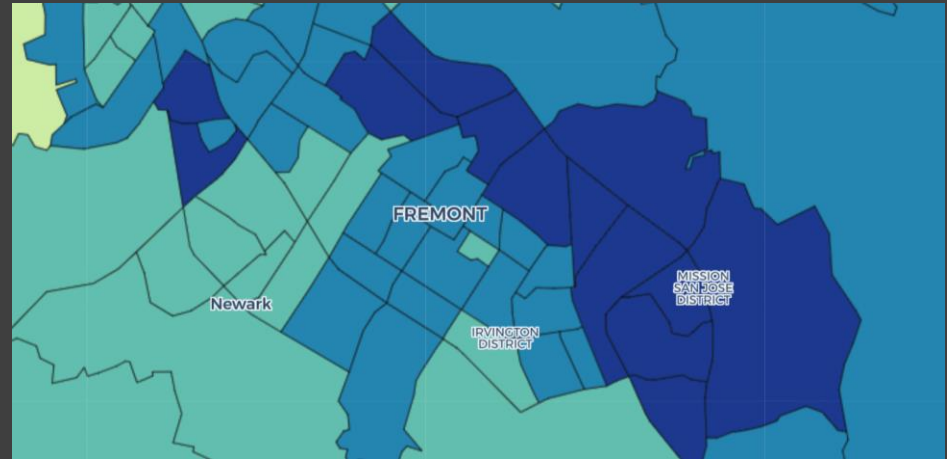 FREMONT
MISSION
SAN JOSE
DISTRICT
Newark
IRVINGTON
DISTRICT